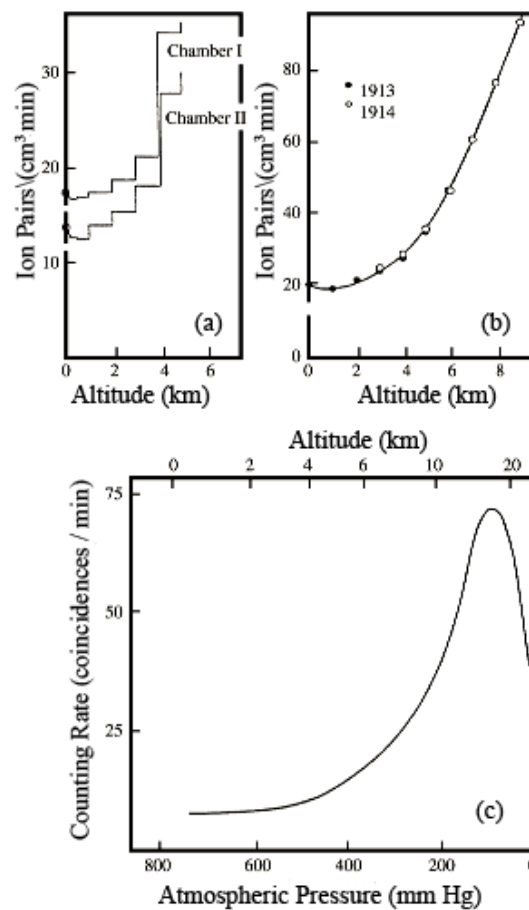 Ion Pairs\(cm³ min)
30
20
10
Chamber I
Chamber II
(a)
0 2 4 6
Altitude (km)
Ion Pairs\(cm³ min)
80
60
40
20
0
1913
1914
(b)
0 2 4 6 8
Altitude (km)
Altitude (km)
0 2 4 6 10 20
Counting Rate (coincidences / min)
75
50
25
(c)
800 600 400 200 0
Atmospheric Pressure (mm Hg)